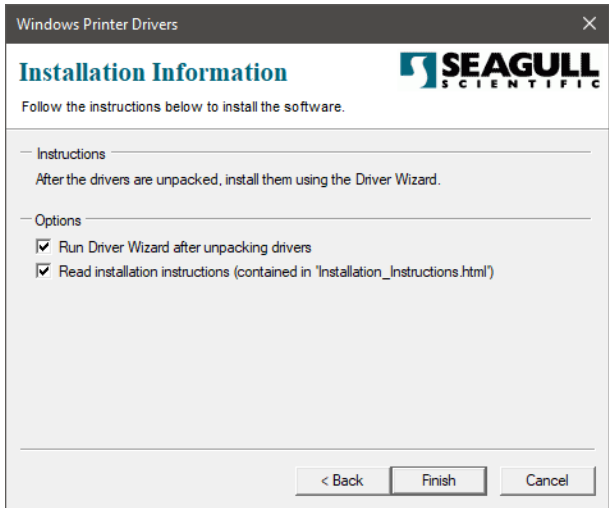 Windows Printer Drivers
Installation Information
SEAGULL
SCIENTIFIC
Follow the instructions below to install the software.
Instructions
After the drivers are unpacked, install them using the Driver Wizard.
Options
Run Driver Wizard after unpacking drivers
Read installation instructions (contained in 'Installation_Instructions.html')
< Back
Finish
Cancel